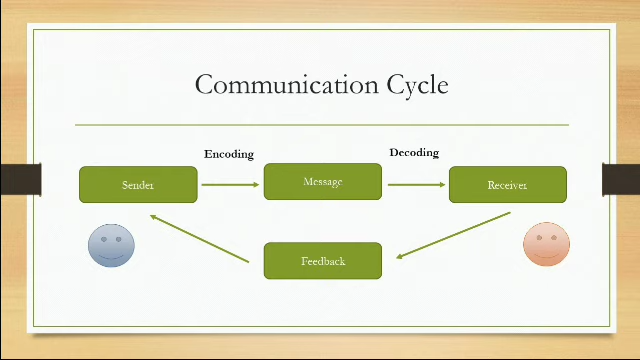 Communication Cycle
Encoding
Decoding
Sender
Message
Receiver
Feedback